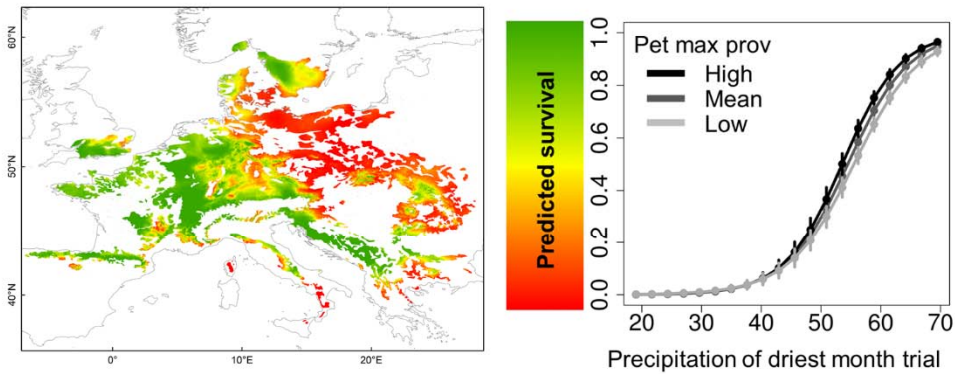 60°N
50°N
40°N
0°
10°E
20°E
Predicted survival
0.0 0.2 0.4 0.6 0.8 1.0
Pet max prov
High
Mean
Low
20 30 40 50 60 70
Precipitation of driest month trial